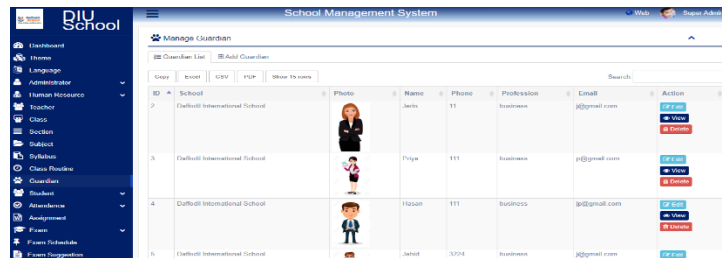 DIU School
School Management System
Web
Super Admin
Dashboard
Theme
Language
Administrator
Human Resource
Teacher
Class
Section
Subject
Syllabus
Class Routine
Guardian
Student
Attendance
Assignment
Exam
Exam Schedule
Exam Suggestion
Manage Guardian
Guardian List Add Guardian
Copy Excel CSV PDF Show 15 rows Search:
ID School Photo Name Phone Profession Email Action
2 Daffodil International School Jerin 11 business j@gmail.com Edit
View
Delete
3 Daffodil International School Priya 111 business p@gmail.com Edit
View
Delete
4 Daffodil International School Hasan 111 business jp@gmail.com Edit
View
Delete
5 Daffodil International School Jahid 3774 business j@gmail.com Edit